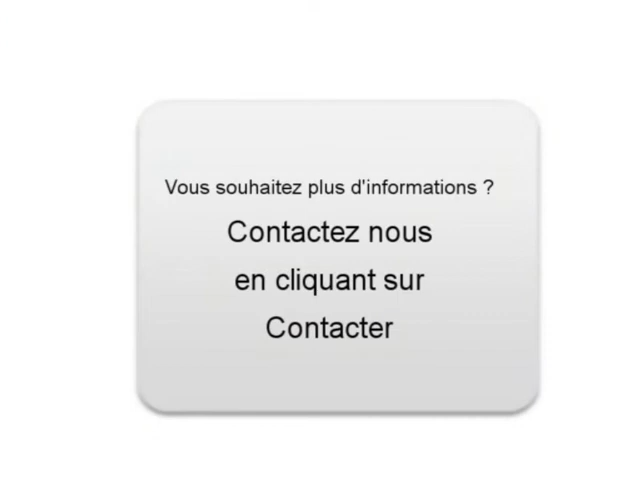 Vous souhaitez plus d'informations ?
Contactez nous
en cliquant sur
Contacter